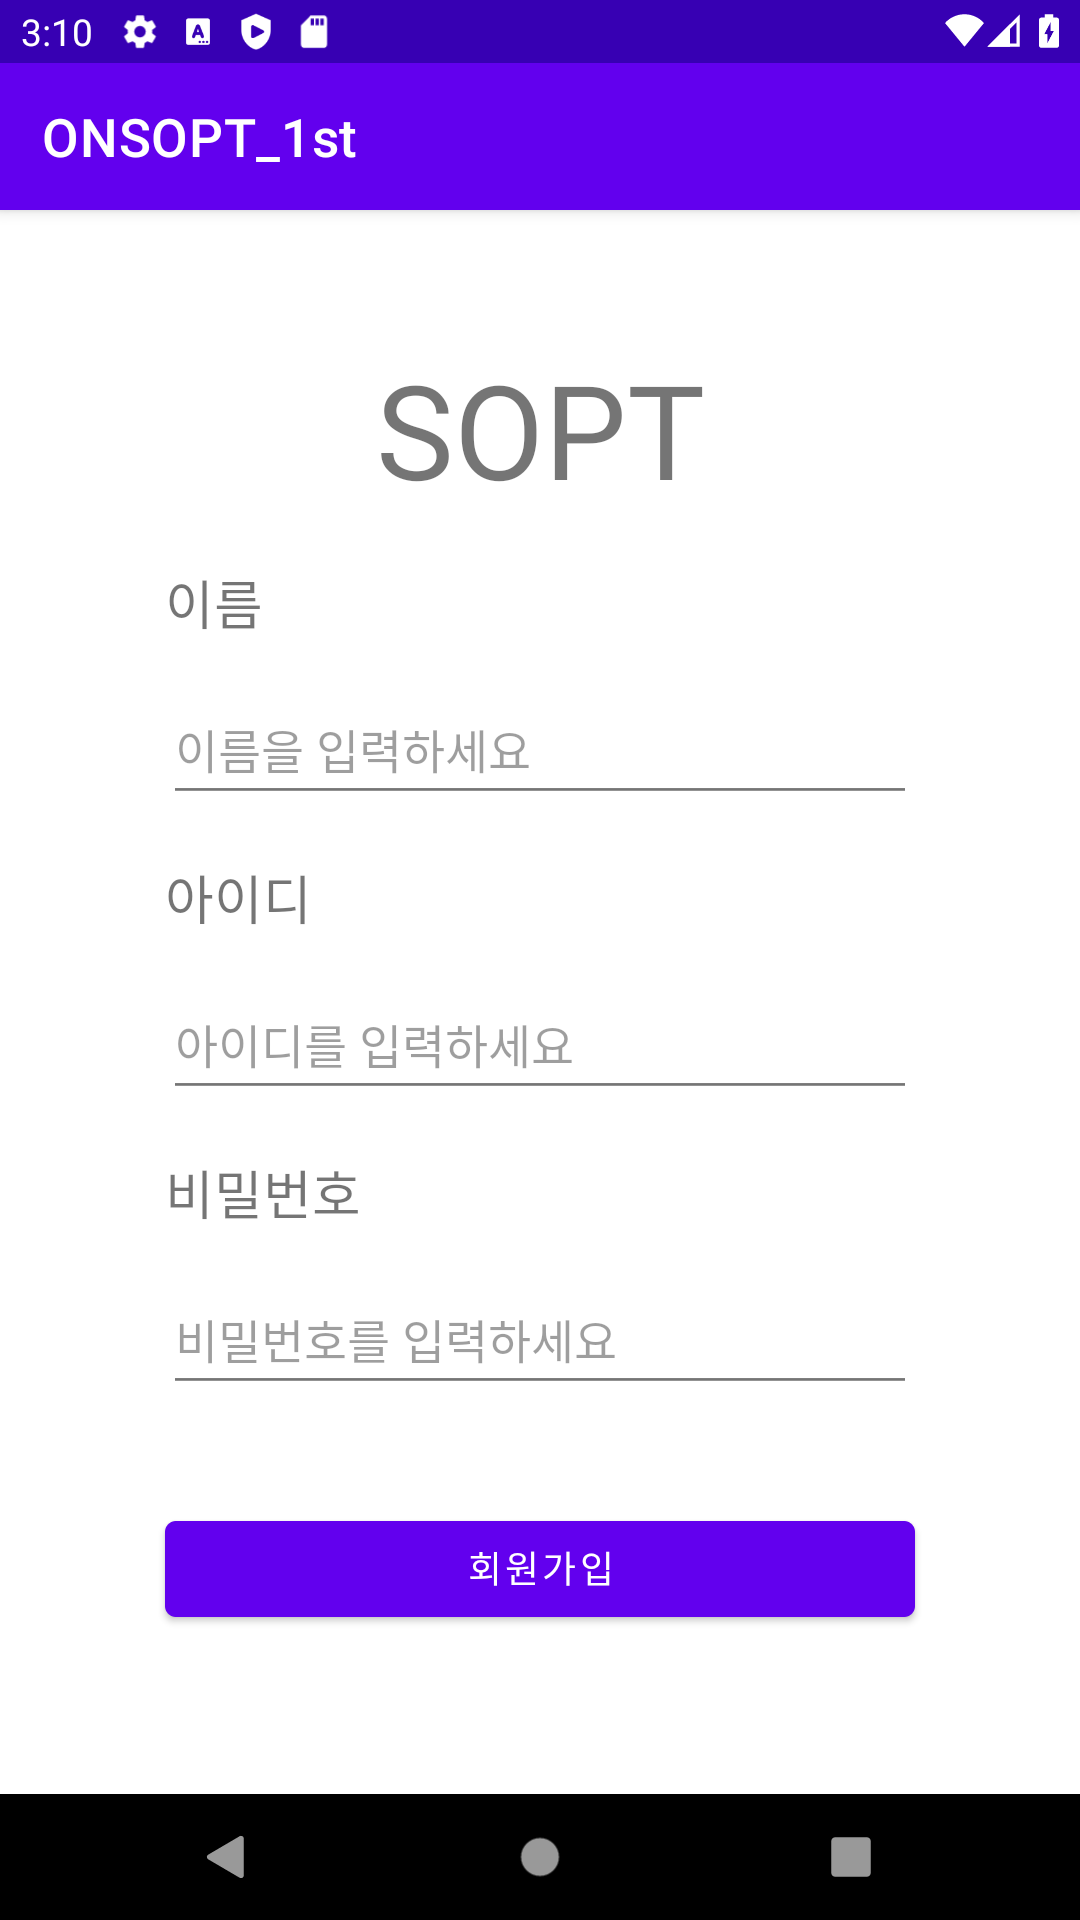 3:10
ONSOPT_1st
SOPT
이름
이름을 입력하세요
아이디
아이디를 입력하세요
비밀번호
비밀번호를 입력하세요
회원가입